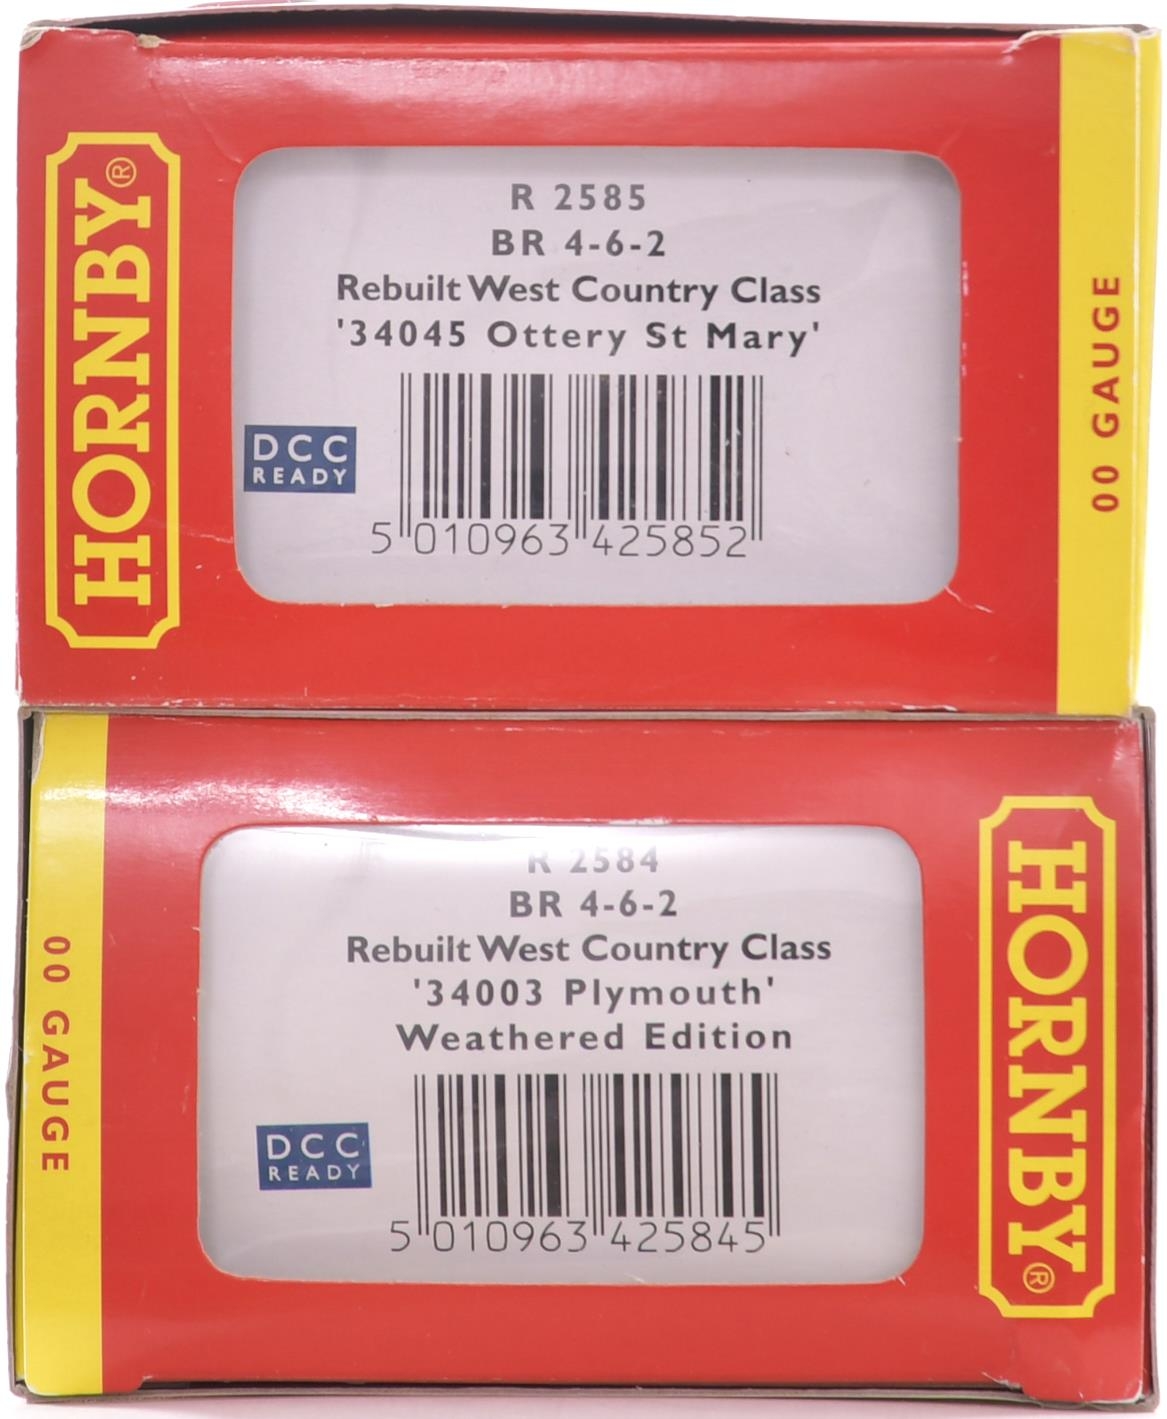 HORNBY®
R 2585
BR 4-6-2
Rebuilt West Country Class
'34045 Ottery St Mary'
DCC
READY
5 010963 425852
00 GAUGE
00 GAUGE
R 2584
BR 4-6-2
Rebuilt West Country Class
'34003 Plymouth'
Weathered Edition
DCC
READY
5 010963 425845
HORNBY®